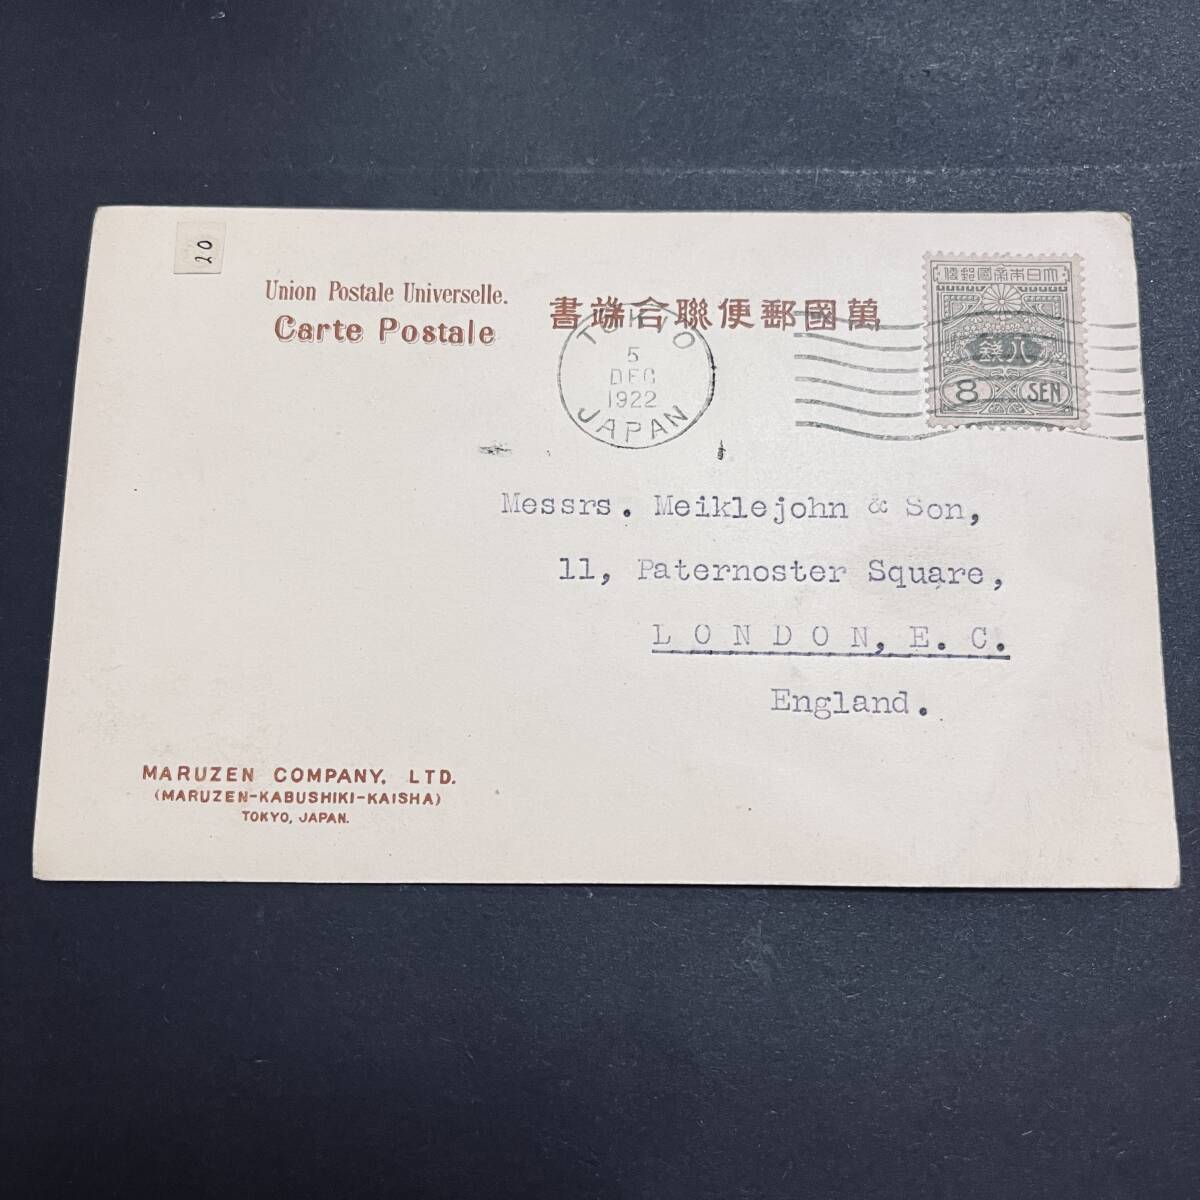 20
Union Postale Universelle.
Carte Postale
書端合聯便郵國萬
TOKYO
5
DEC
1922
JAPAN
便郵國帝本日大
八錢
8 SEN
Messrs. Meiklejohn & Son,
11, Paternoster Square,
LONDON, E. C.
England.
MARUZEN COMPANY, LTD.
(MARUZEN-KABUSHIKI-KAISHA)
TOKYO, JAPAN.